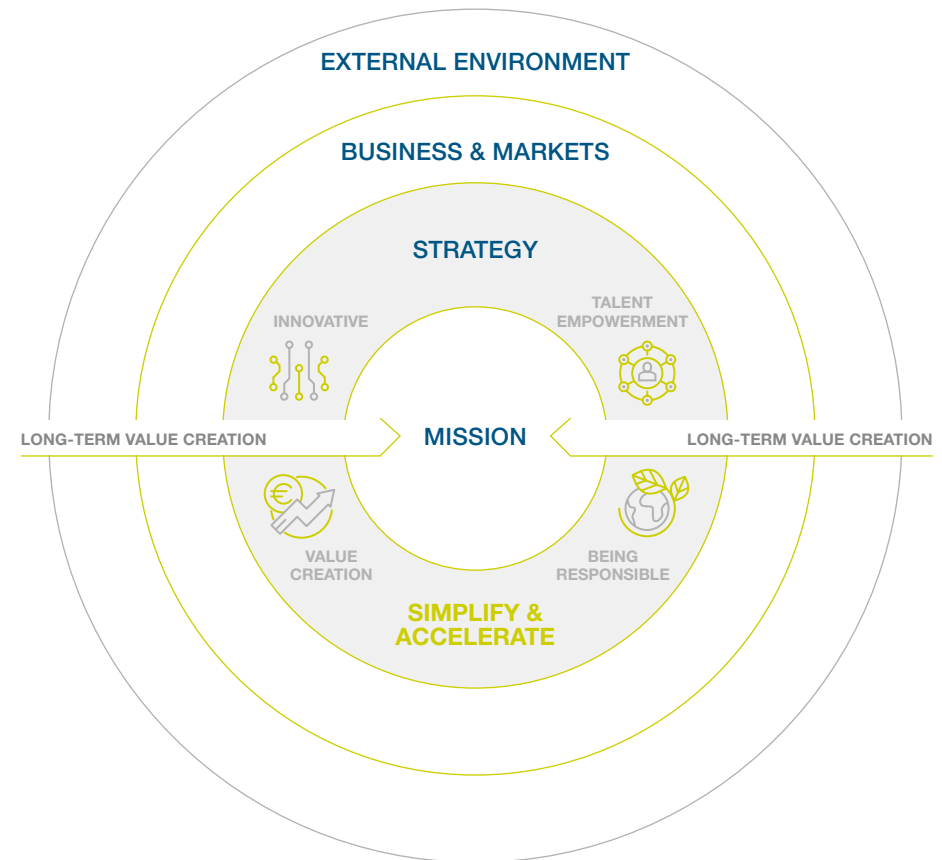 EXTERNAL ENVIRONMENT
BUSINESS & MARKETS
STRATEGY
INNOVATIVE
TALENT
EMPOWERMENT
LONG-TERM VALUE CREATION
MISSION
LONG-TERM VALUE CREATION
VALUE
CREATION
BEING
RESPONSIBLE
SIMPLIFY &
ACCELERATE